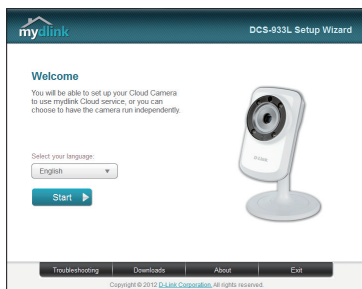 mydlink
DCS-933L Setup Wizard
Welcome
You will be able to set up your Cloud Camera
to use mydlink Cloud service, or you can
choose to have the camera run independently.
Select your language:
English
Start
D-Link
Troubleshooting
Downloads
About
Exit
Copyright © 2012 D-Link Corporation, All rights reserved.